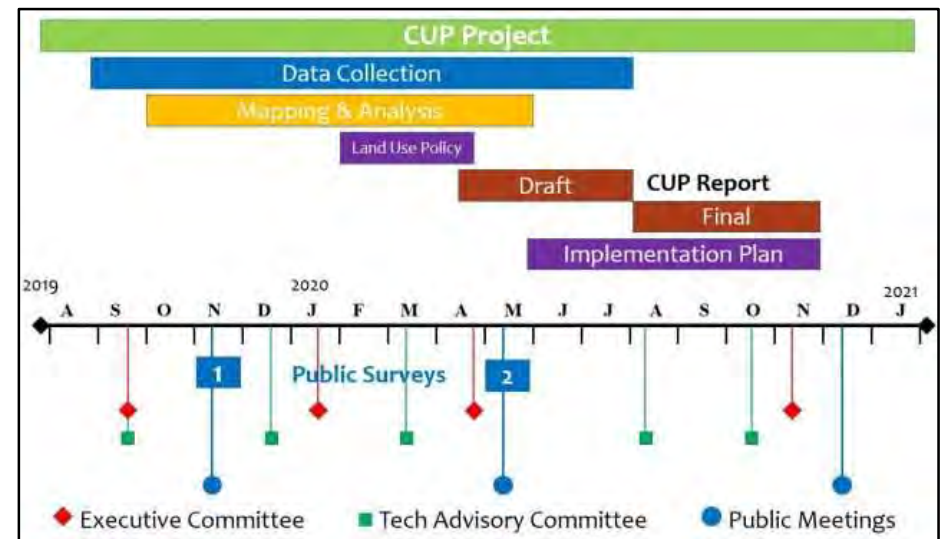 CUP Project
Data Collection
Mapping & Analysis
Land Use Policy
Draft CUP Report
Final
Implementation Plan
2019 2020 2021
A S O N D J F M A M J J A S O N D J
1 Public Surveys 2
Executive Committee Tech Advisory Committee Public Meetings